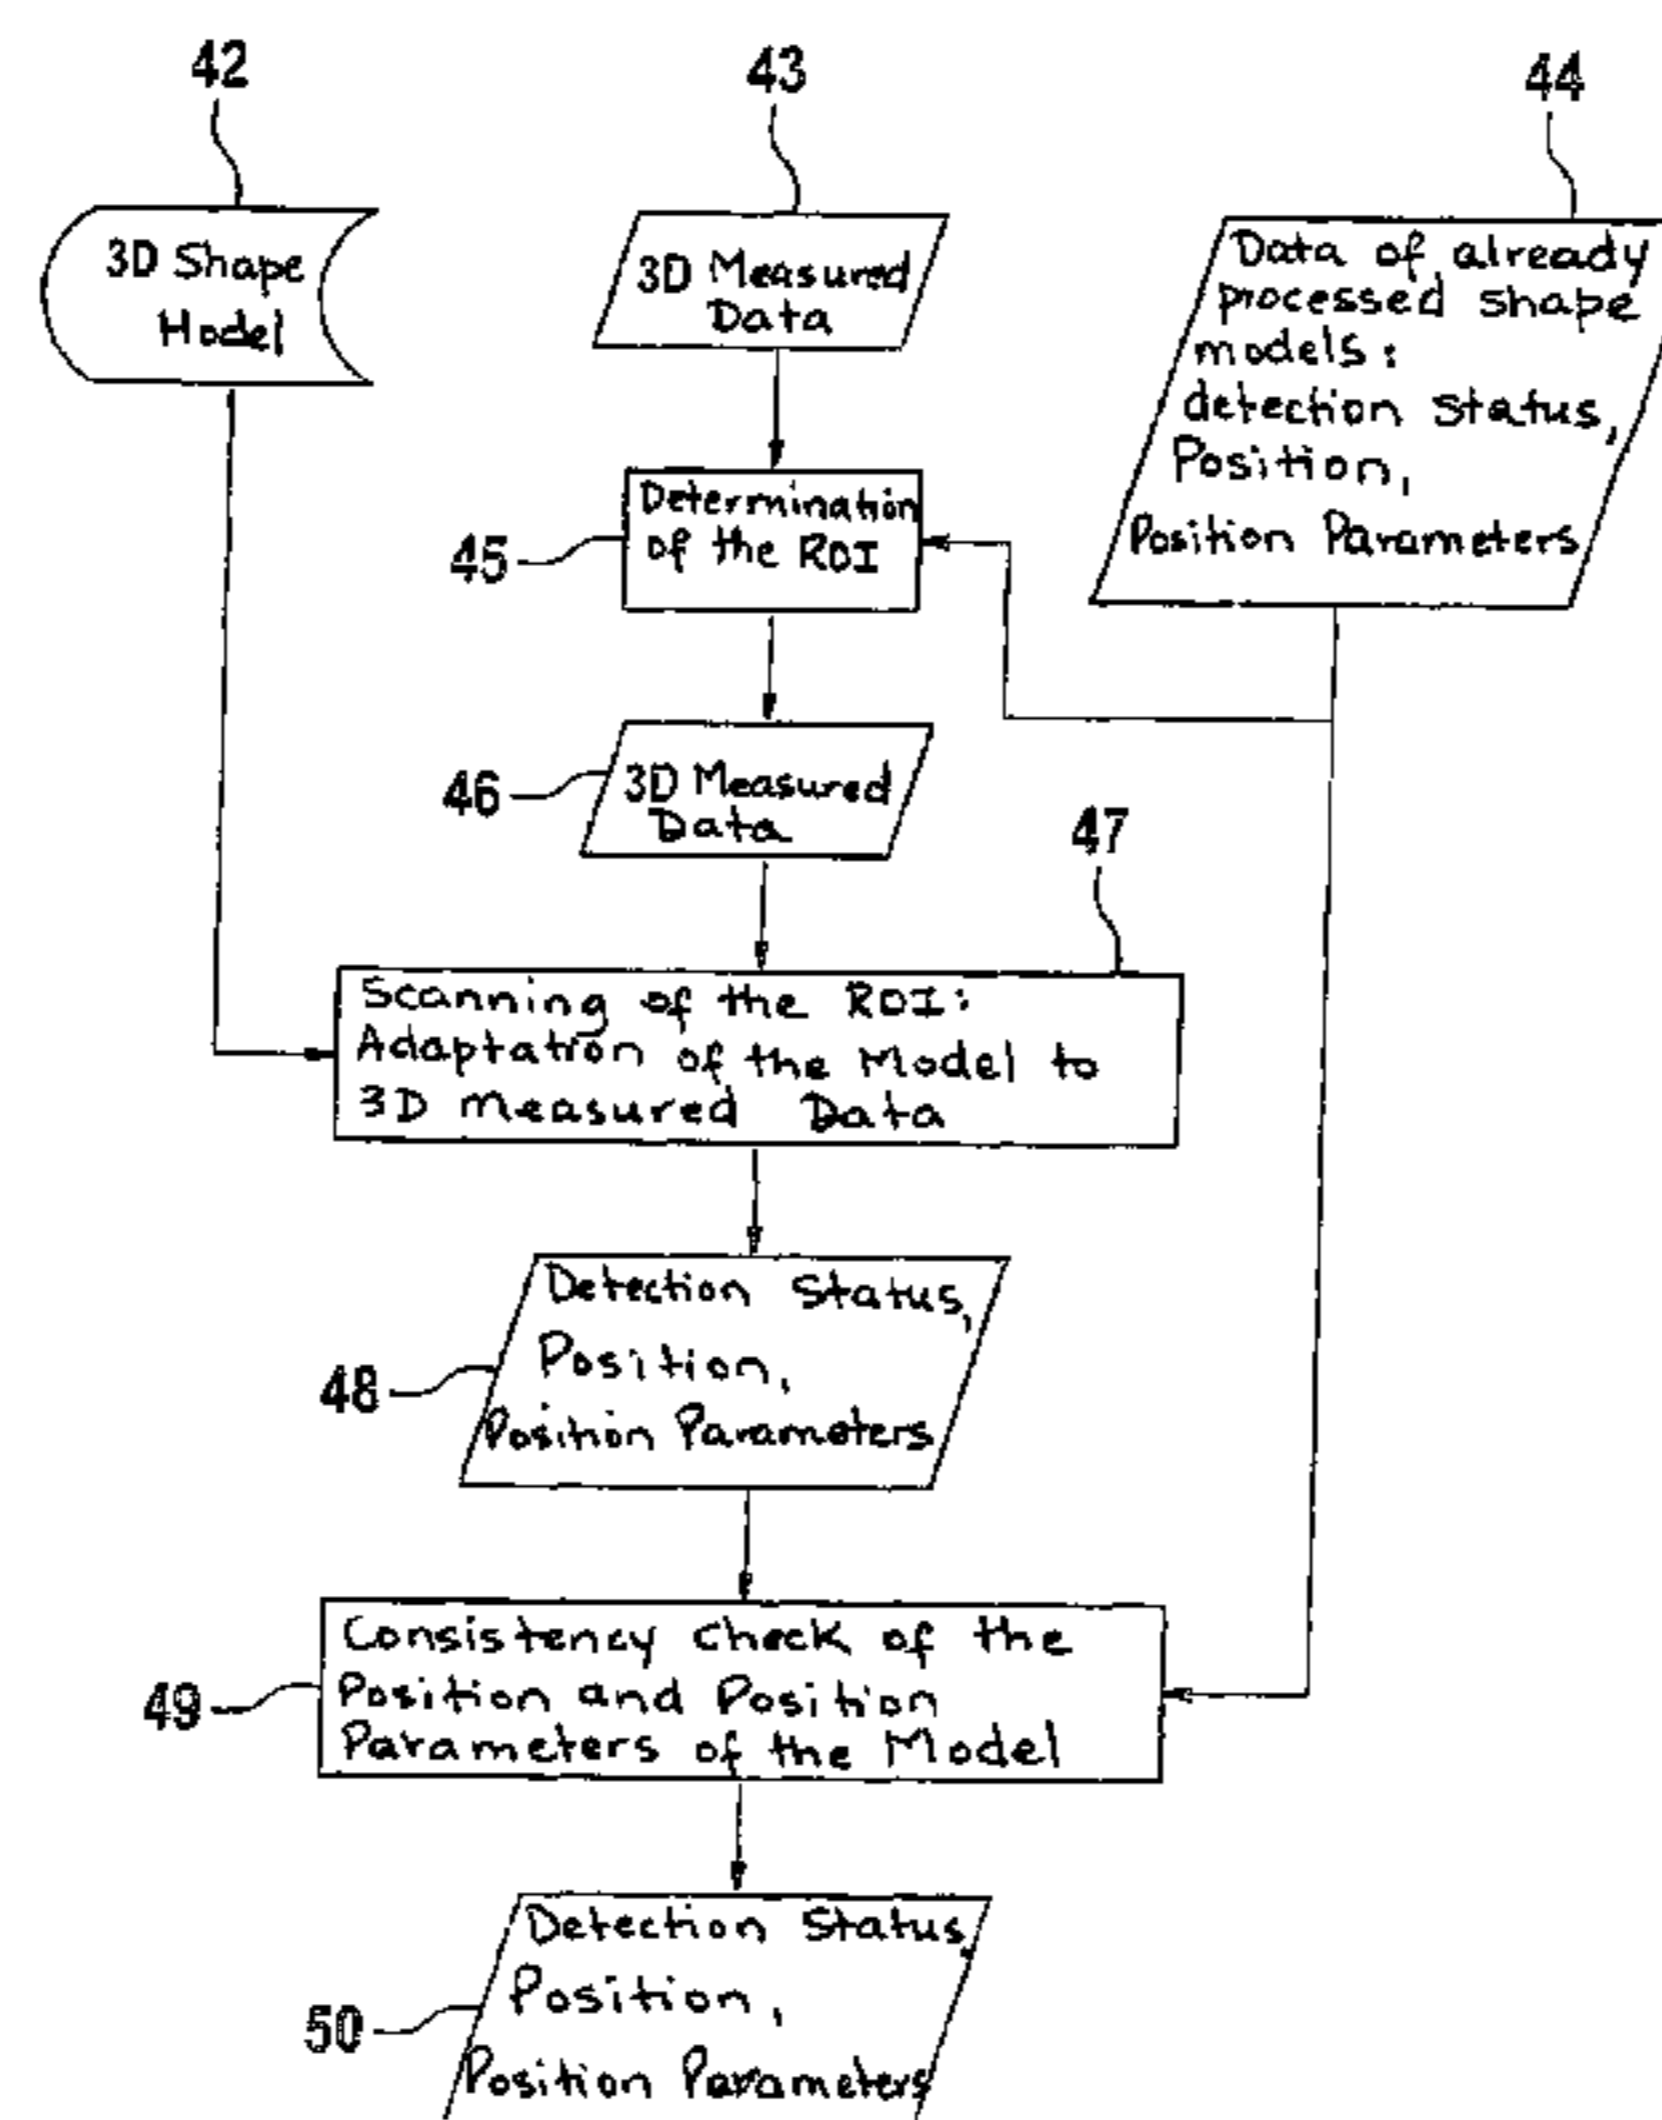 42
43
44
3D Shape
Model
3D Measured
Data
Data of already
processed shape
models:
detection status,
Position,
Position Parameters
45
Determination
of the ROI
46
3D Measured
Data
47
Scanning of the ROI:
Adaptation of the Model to
3D Measured Data
48
Detection Status,
Position,
Position Parameters
49
Consistency check of the
Position and Position
Parameters of the Model
50
Detection Status,
Position,
Position Parameters